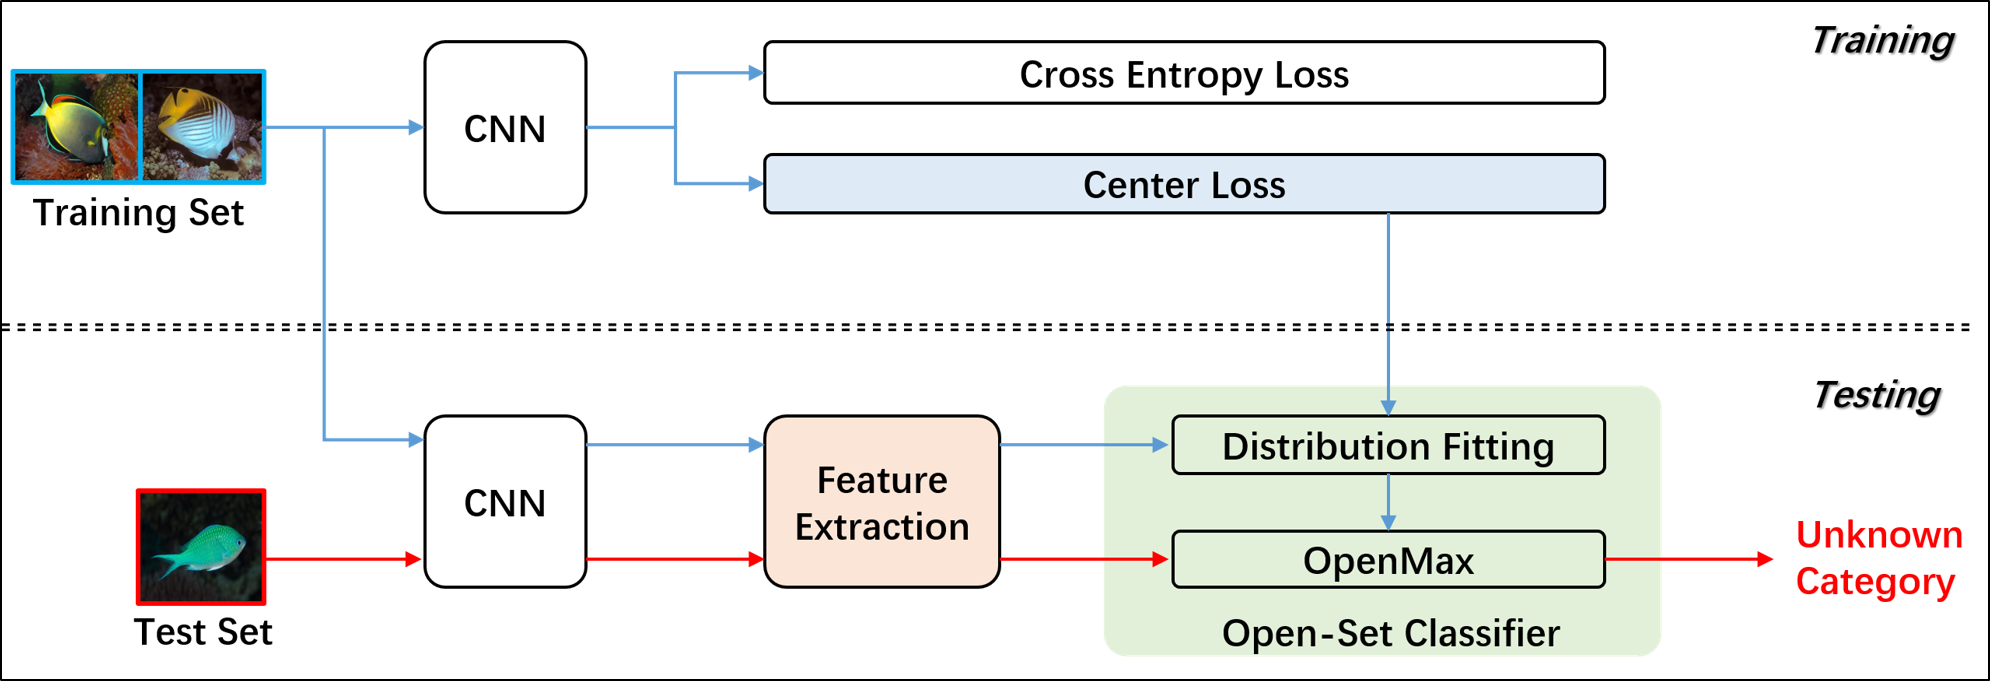 Training
Cross Entropy Loss
CNN
Center Loss
Training Set
Testing
Distribution Fitting
Feature
Extraction
CNN
OpenMax
Unknown
Category
Test Set
Open-Set Classifier